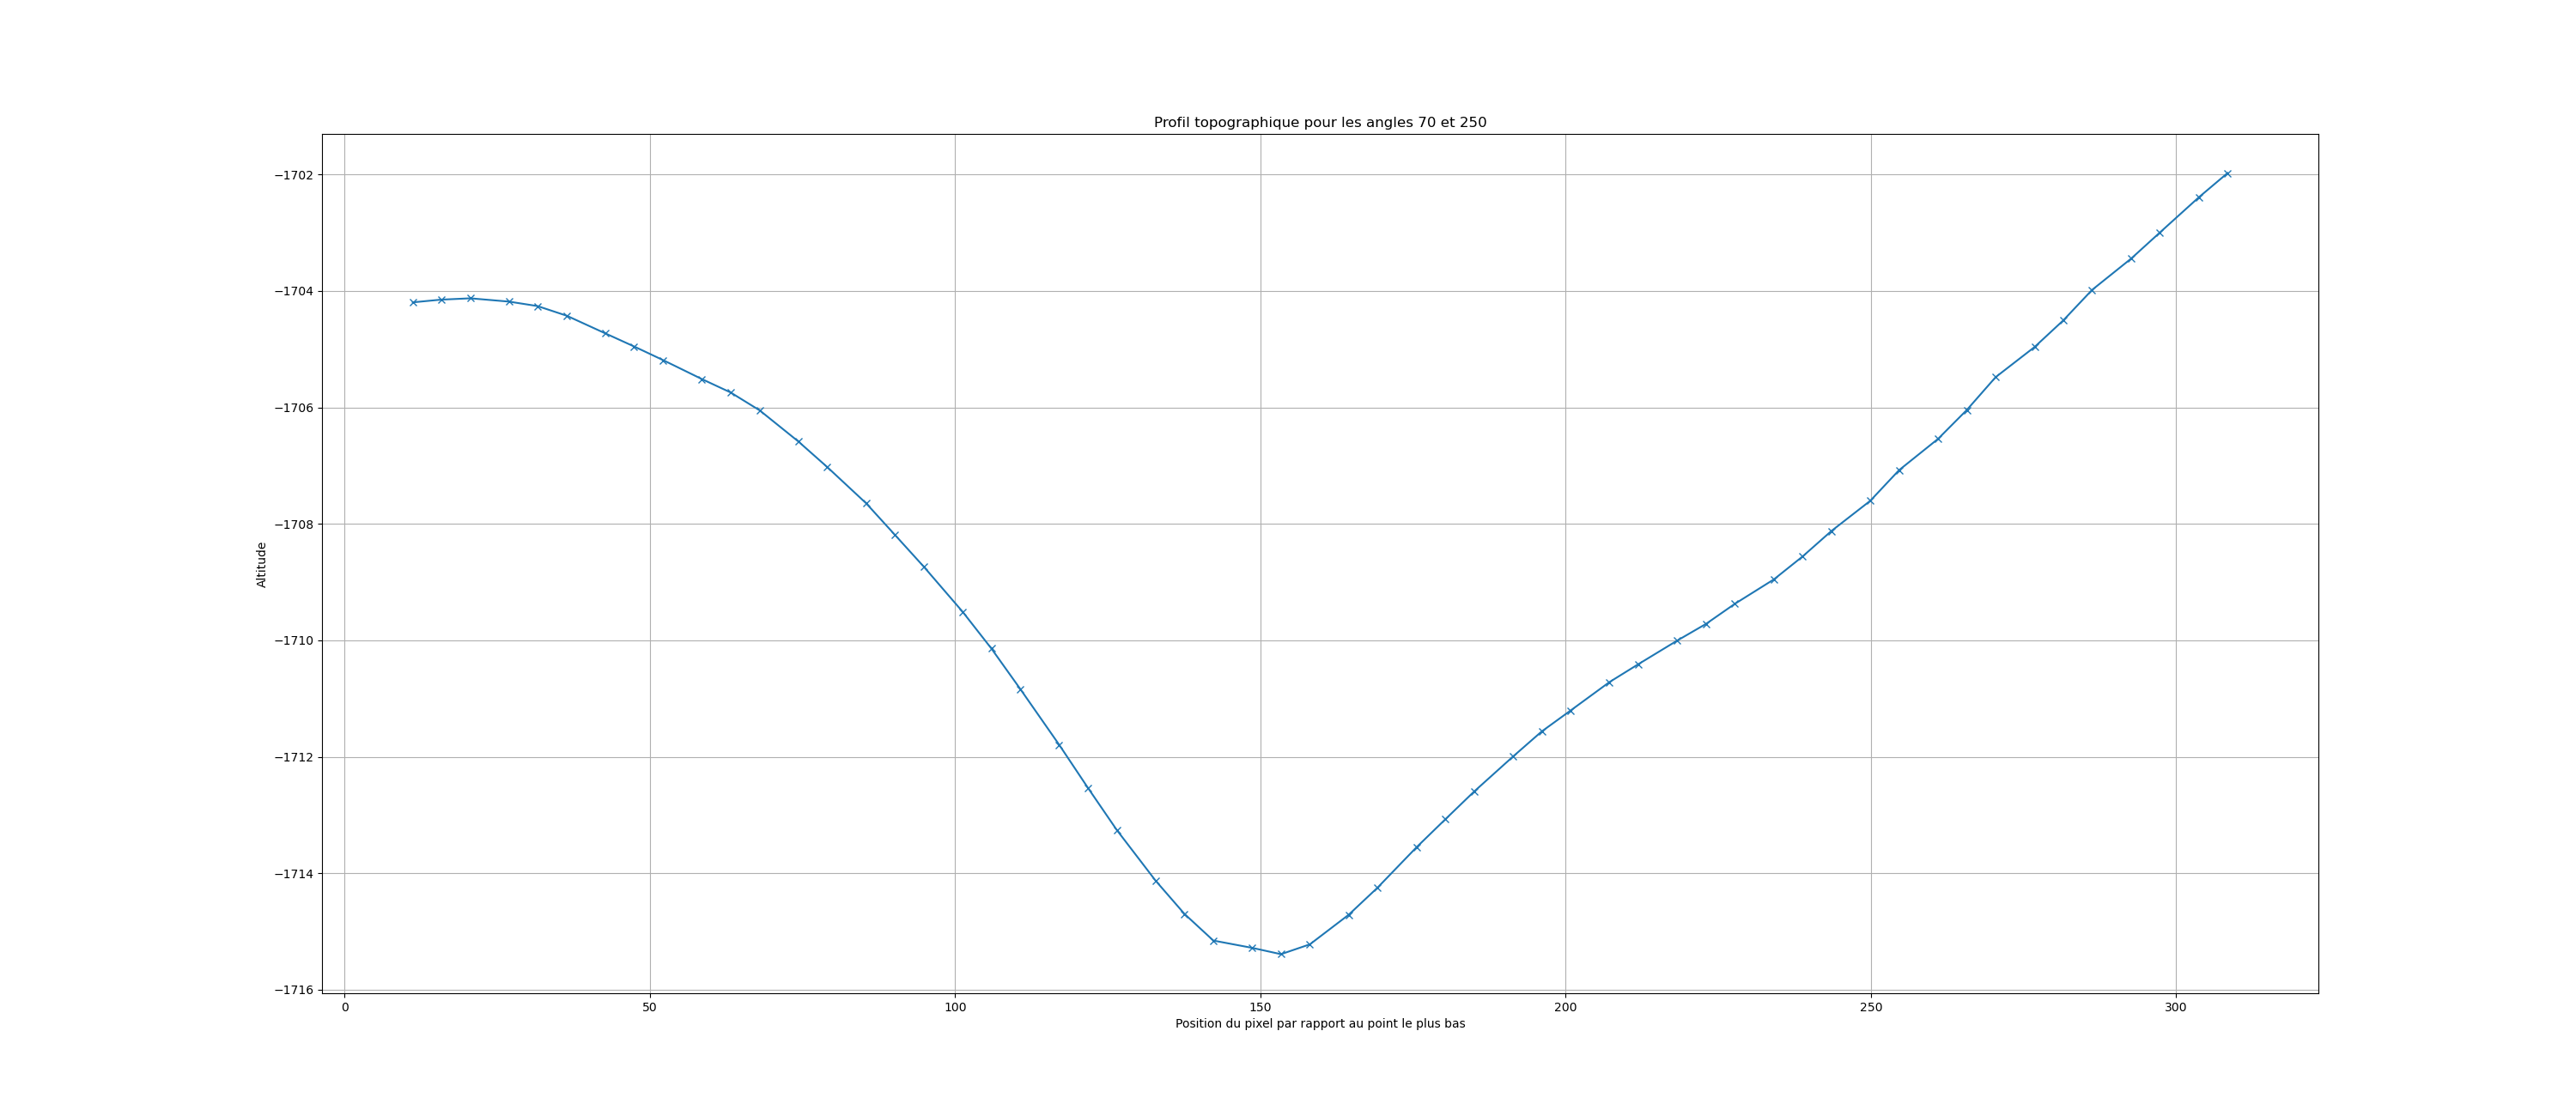 Profil topographique pour les angles 70 et 250
−1702
−1704
−1706
−1708
−1710
−1712
−1714
−1716
Altitude
0 50 100 150 200 250 300
Position du pixel par rapport au point le plus bas